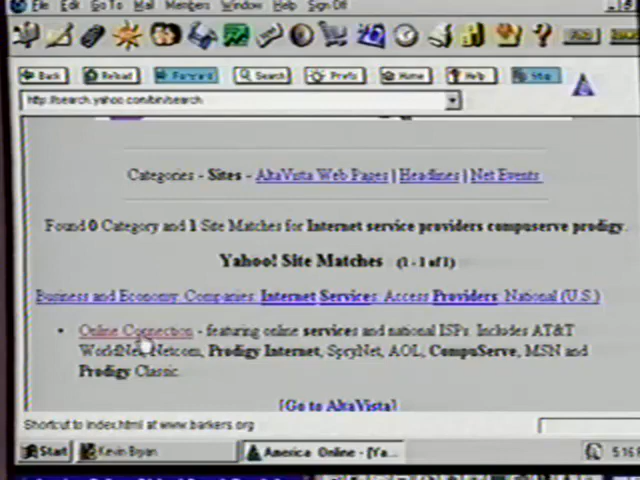 File Edit Go To Mail Members Window Help Sign Off
Back Reload Forward Search Prefs Home Help Stop
http://search.yahoo.com/bin/search
Categories - Sites - AltaVista Web Pages | Headlines | Net Events
Found 0 Category and 1 Site Matches for Internet service providers compuserve prodigy.
Yahoo! Site Matches (1 - 1 of 1)
Business and Economy: Companies: Internet Services: Access Providers: National (U.S.)
• Online Connection - featuring online services and national ISPs. Includes AT&T
WorldNet, Netcom, Prodigy Internet, SpryNet, AOL, CompuServe, MSN and
Prodigy Classic.
[Go to AltaVista]
Shortcut to index.html at www.barkers.org
Start Kevin Bryan America Online - [Ya... 5:16 P